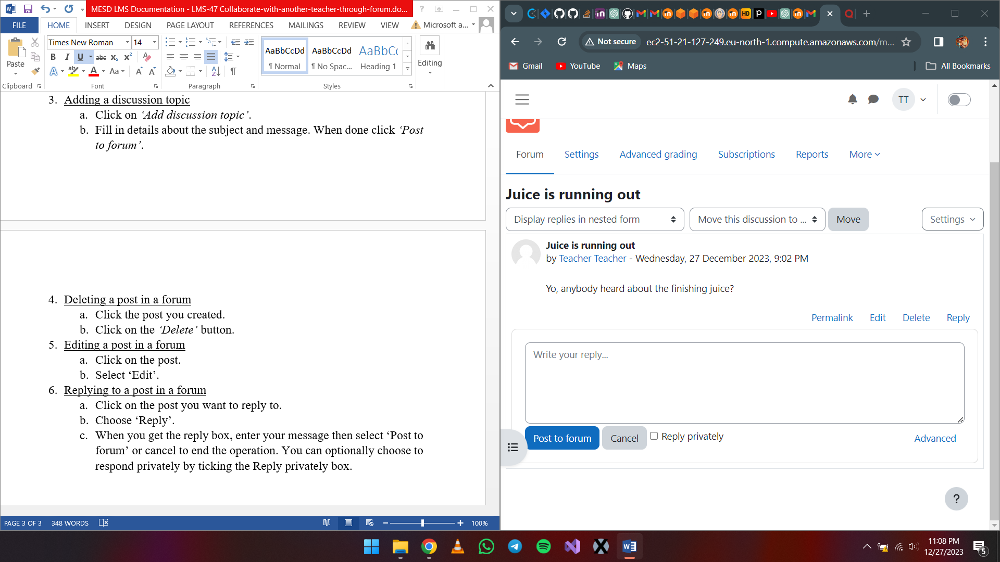 MESD LMS Documentation - LMS-47 Collaborate-with-another-teacher-through-forum.do...
FILE HOME INSERT DESIGN PAGE LAYOUT REFERENCES MAILINGS REVIEW VIEW Microsoft a...
Times New Roman 14
Paste
B I U abc X₂ X²
A ab A Aa A A
AaBbCcDd AaBbCcDd AaBbCc
¶ Normal ¶ No Spac... Heading 1
Editing
Clipboard Font Paragraph Styles
3. Adding a discussion topic
a. Click on ‘Add discussion topic’.
b. Fill in details about the subject and message. When done click ‘Post
to forum’.
4. Deleting a post in a forum
a. Click the post you created.
b. Click on the ‘Delete’ button.
5. Editing a post in a forum
a. Click on the post.
b. Select ‘Edit’.
6. Replying to a post in a forum
a. Click on the post you want to reply to.
b. Choose ‘Reply’.
c. When you get the reply box, enter your message then select ‘Post to
forum’ or cancel to end the operation. You can optionally choose to
respond privately by ticking the Reply privately box.
PAGE 3 OF 3 348 WORDS 100%
Not secure ec2-51-21-127-249.eu-north-1.compute.amazonaws.com/m...
Gmail YouTube Maps All Bookmarks
TT
Forum Settings Advanced grading Subscriptions Reports More
Juice is running out
Display replies in nested form Move this discussion to ... Move Settings
Juice is running out
by Teacher Teacher - Wednesday, 27 December 2023, 9:02 PM
Yo, anybody heard about the finishing juice?
Permalink Edit Delete Reply
Write your reply...
Post to forum Cancel Reply privately Advanced
?
11:08 PM
12/27/2023
5